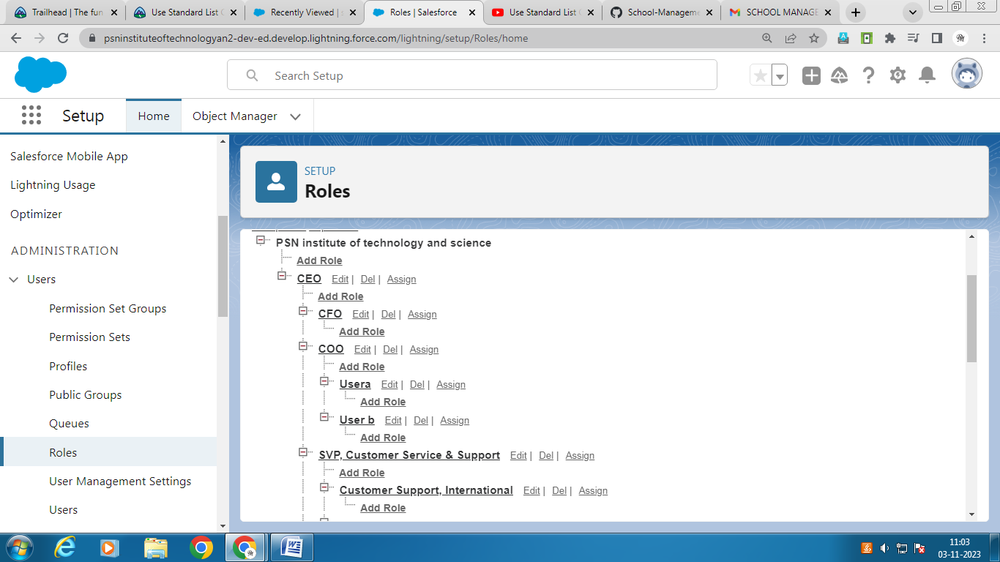 Trailhead | The fun
Use Standard List C
Recently Viewed | s
Roles | Salesforce
Use Standard List C
School-Manageme
SCHOOL MANAGE
psninstituteoftechnologyan2-dev-ed.develop.lightning.force.com/lightning/setup/Roles/home
Search Setup
Setup
Home
Object Manager
Salesforce Mobile App
Lightning Usage
Optimizer
ADMINISTRATION
Users
Permission Set Groups
Permission Sets
Profiles
Public Groups
Queues
Roles
User Management Settings
Users
SETUP
Roles
PSN institute of technology and science
Add Role
CEO Edit | Del | Assign
Add Role
CFO Edit | Del | Assign
Add Role
COO Edit | Del | Assign
Add Role
Usera Edit | Del | Assign
Add Role
User b Edit | Del | Assign
Add Role
SVP, Customer Service & Support Edit | Del | Assign
Add Role
Customer Support, International Edit | Del | Assign
Add Role
11:03
03-11-2023